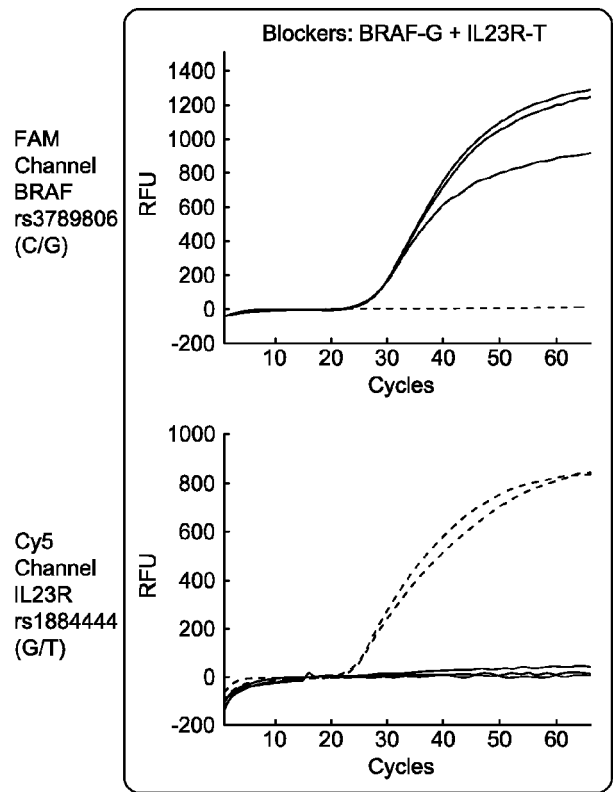 Blockers: BRAF-G + IL23R-T
FAM
Channel
BRAF
rs3789806
(C/G)
RFU
1400
1200
1000
800
600
400
200
0
-200
10 20 30 40 50 60
Cycles
Cy5
Channel
IL23R
rs1884444
(G/T)
RFU
1000
800
600
400
200
0
-200
10 20 30 40 50 60
Cycles